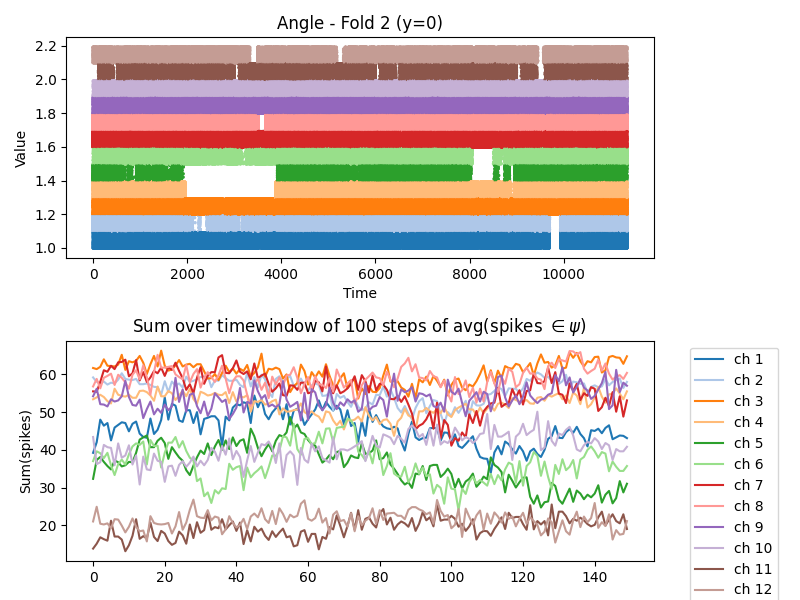 Angle - Fold 2 (y=0)
2.2
2.0
1.8
1.6
1.4
1.2
1.0
Value
0 2000 4000 6000 8000 10000
Time
Sum over timewindow of 100 steps of avg(spikes ∈ψ)
60
50
40
30
20
Sum(spikes)
0 20 40 60 80 100 120 140
ch 1
ch 2
ch 3
ch 4
ch 5
ch 6
ch 7
ch 8
ch 9
ch 10
ch 11
ch 12